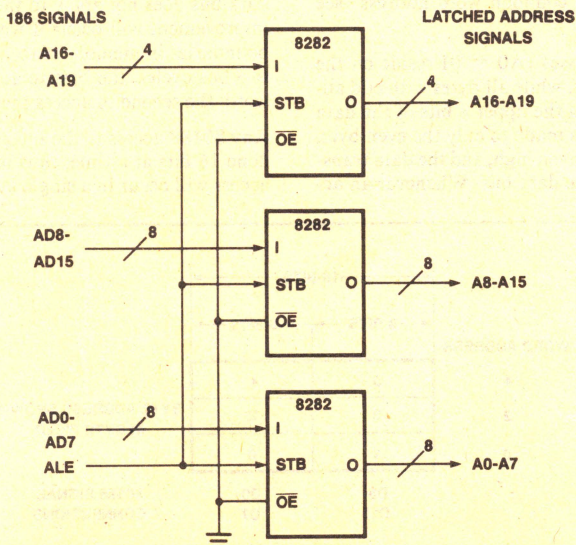 186 SIGNALS
LATCHED ADDRESS
SIGNALS
8282
A16-
A19
4
I
STB
O
OE
4
A16-A19
8282
AD8-
AD15
8
I
STB
O
OE
8
A8-A15
8282
AD0-
AD7
8
I
ALE
STB
O
OE
8
A0-A7